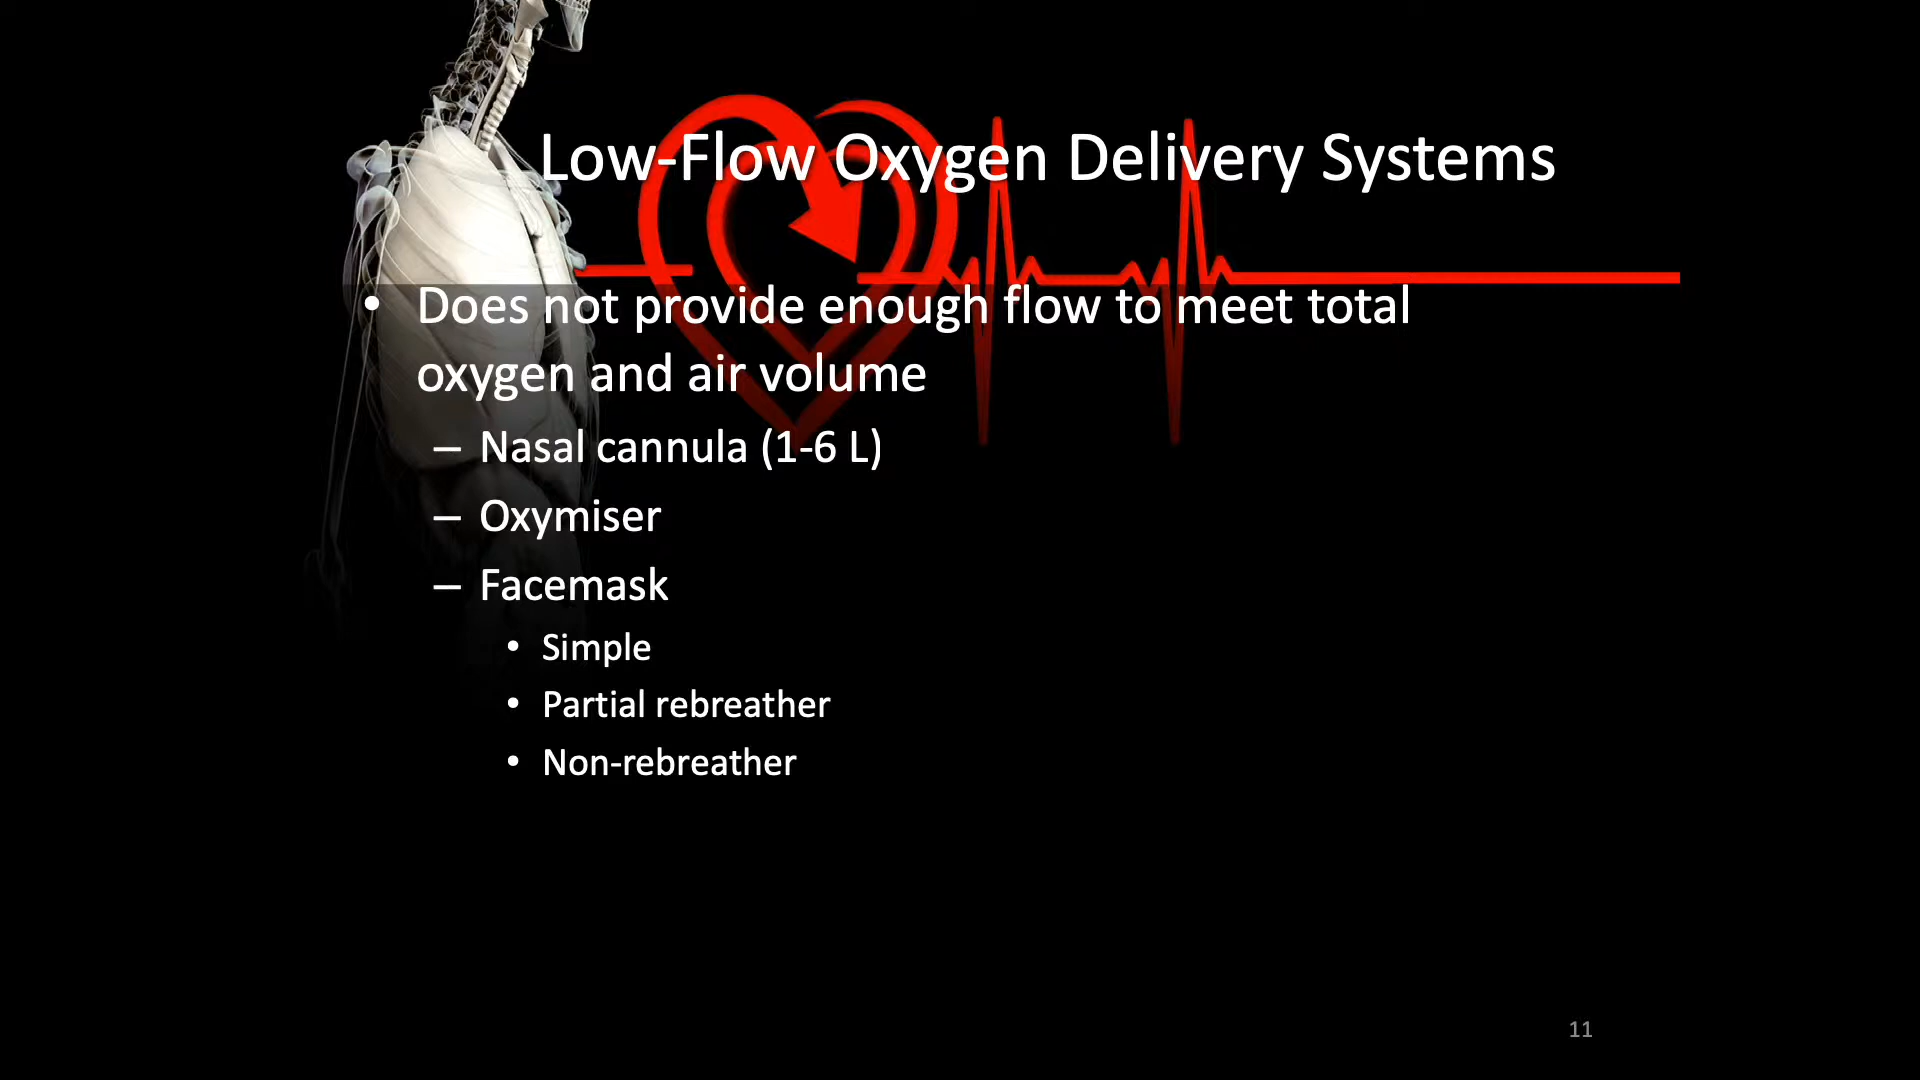 Low-Flow Oxygen Delivery Systems
• Does not provide enough flow to meet total
oxygen and air volume
– Nasal cannula (1-6 L)
– Oxymiser
– Facemask
• Simple
• Partial rebreather
• Non-rebreather
11